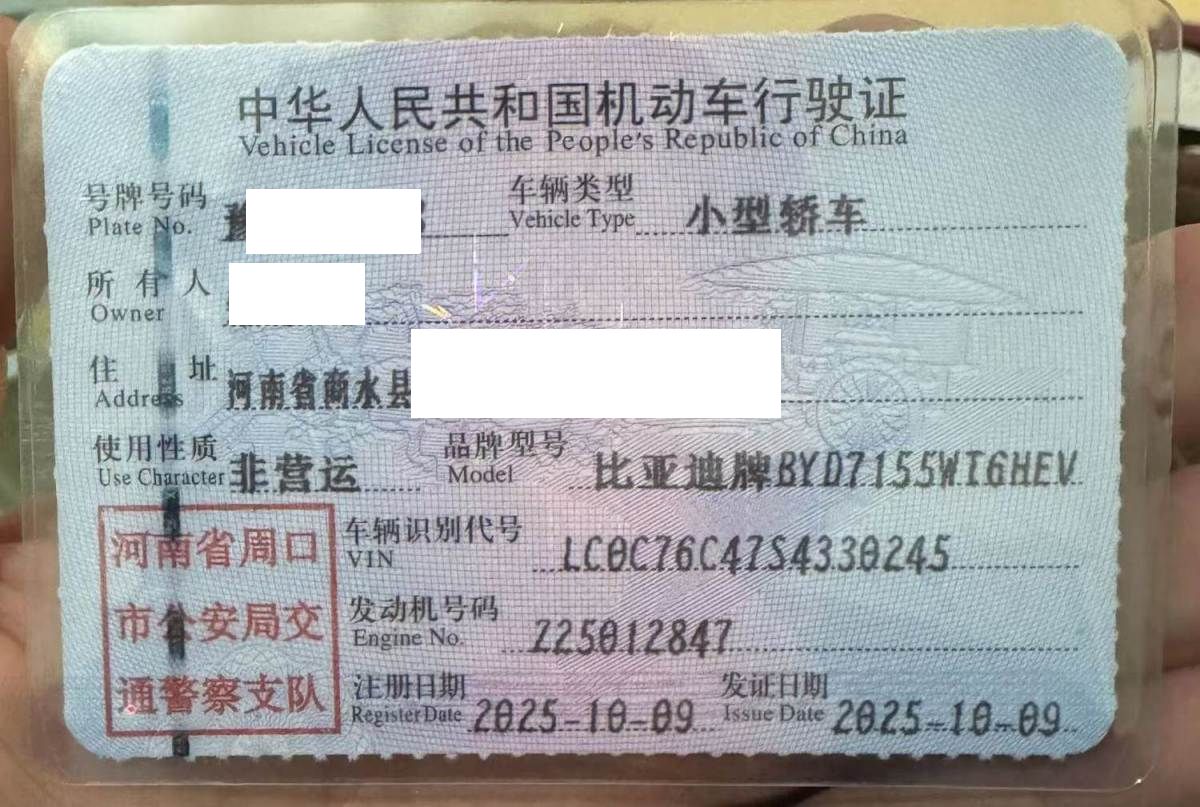 中华人民共和国机动车行驶证
Vehicle License of the People's Republic of China
号牌号码 豫 车辆类型 小型轿车
Plate No. Vehicle Type
所有人
Owner
住址 河南省商水县
Address
使用性质 非营运 品牌型号 比亚迪牌BYD7155WI6HEV
Use Character Model
车辆识别代号 LC0C76C47S4330245
VIN
发动机号码 Z25012847
Engine No.
注册日期 2025-10-09 发证日期 2025-10-09
Register Date Issue Date
河南省周口
市公安局交
通警察支队